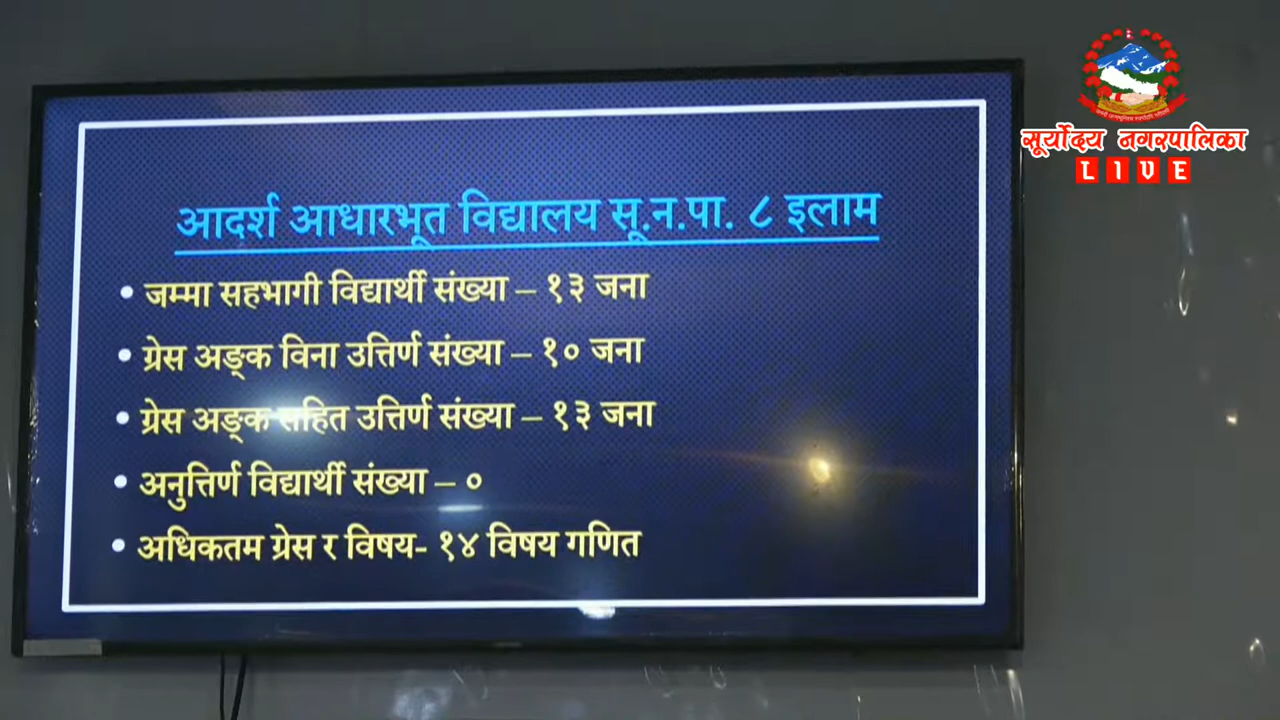 सूर्योदय नगरपालिका
LIVE
आदर्श आधारभूत विद्यालय सू.न.पा. ८ इलाम
• जम्मा सहभागी विद्यार्थी संख्या – १३ जना
• ग्रेस अङ्क विना उत्तिर्ण संख्या – १० जना
• ग्रेस अङ्क सहित उत्तिर्ण संख्या – १३ जना
• अनुत्तिर्ण विद्यार्थी संख्या – ०
• अधिकतम ग्रेस र विषय- १४ विषय गणित